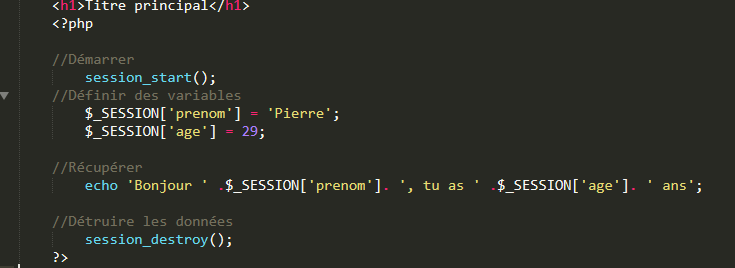 <h1>Titre principal</h1>
<?php
//Démarrer
session_start();
//Définir des variables
$_SESSION['prenom'] = 'Pierre';
$_SESSION['age'] = 29;
//Récupérer
echo 'Bonjour ' .$_SESSION['prenom']. ', tu as ' .$_SESSION['age']. ' ans';
//Détruire les données
session_destroy();
?>